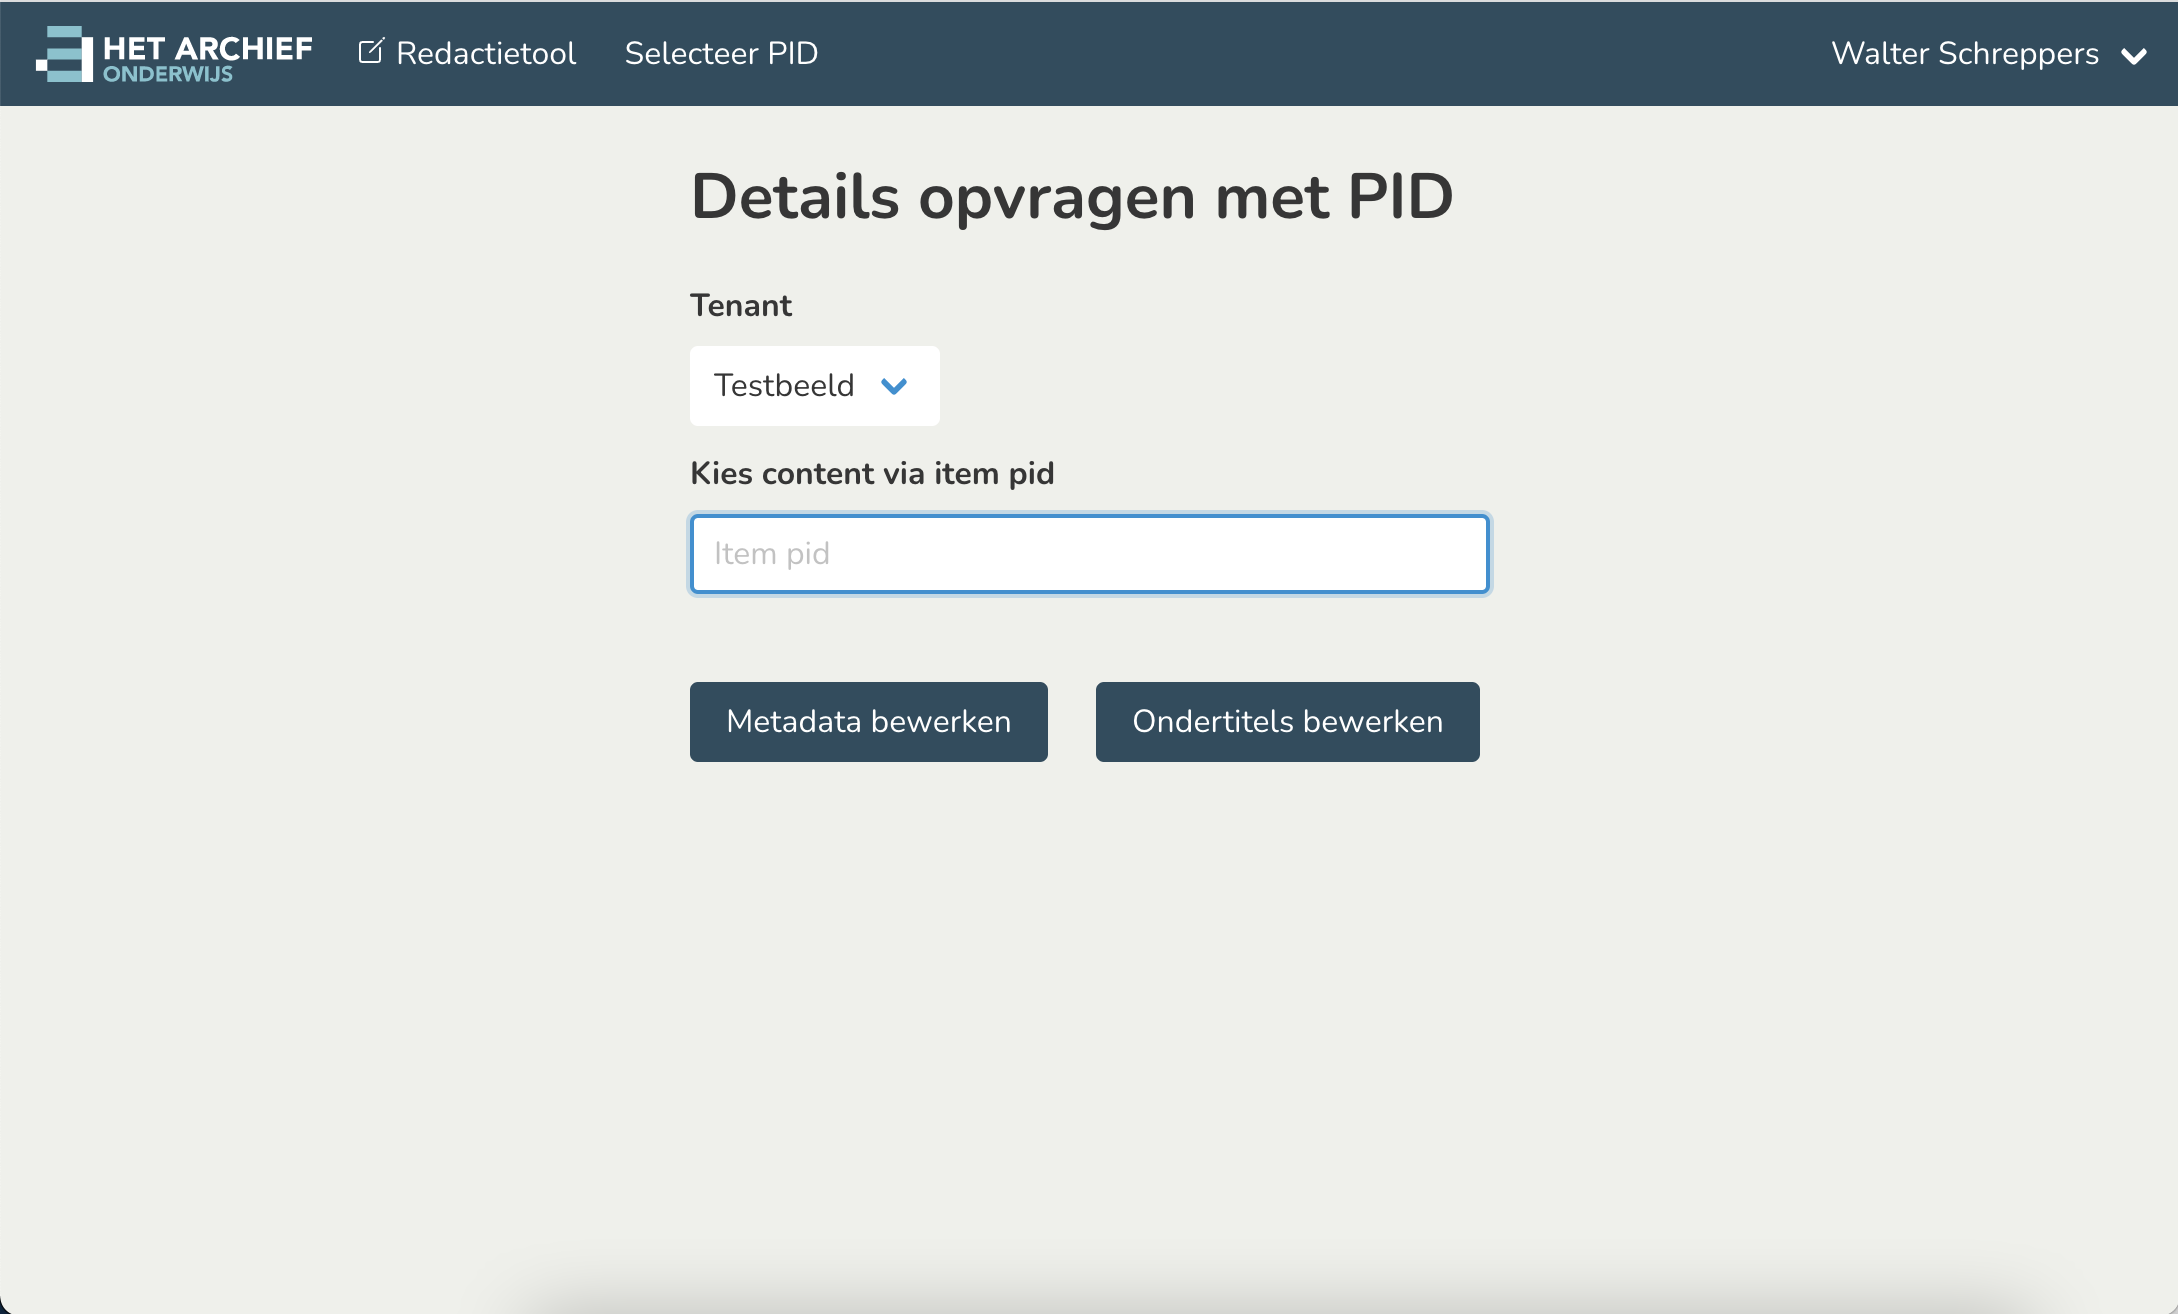 HET ARCHIEF
ONDERWIJS
Redactietool
Selecteer PID
Walter Schreppers
Details opvragen met PID
Tenant
Testbeeld
Kies content via item pid
Item pid
Metadata bewerken
Ondertitels bewerken